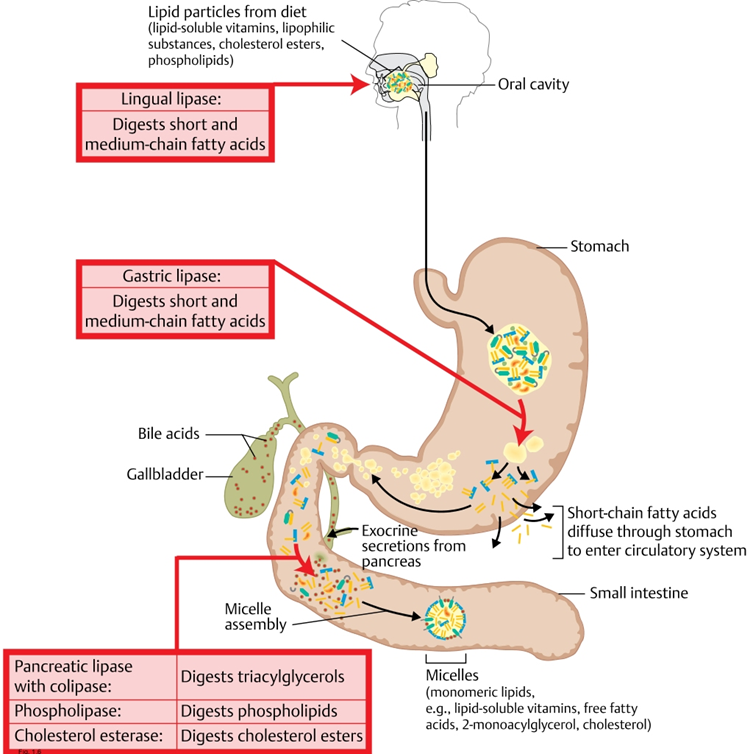 Lipid particles from diet
(lipid-soluble vitamins, lipophilic
substances, cholesterol esters,
phospholipids)
Oral cavity
Lingual lipase:
Digests short and
medium-chain fatty acids
Stomach
Gastric lipase:
Digests short and
medium-chain fatty acids
Bile acids
Gallbladder
Short-chain fatty acids
diffuse through stomach
to enter circulatory system
Exocrine
secretions from
pancreas
Small intestine
Micelle
assembly
Micelles
(monomeric lipids,
e.g., lipid-soluble vitamins, free fatty
acids, 2-monoacylglycerol, cholesterol)
Pancreatic lipase
with colipase:
Digests triacylglycerols
Phospholipase:
Digests phospholipids
Cholesterol esterase:
Digests cholesterol esters